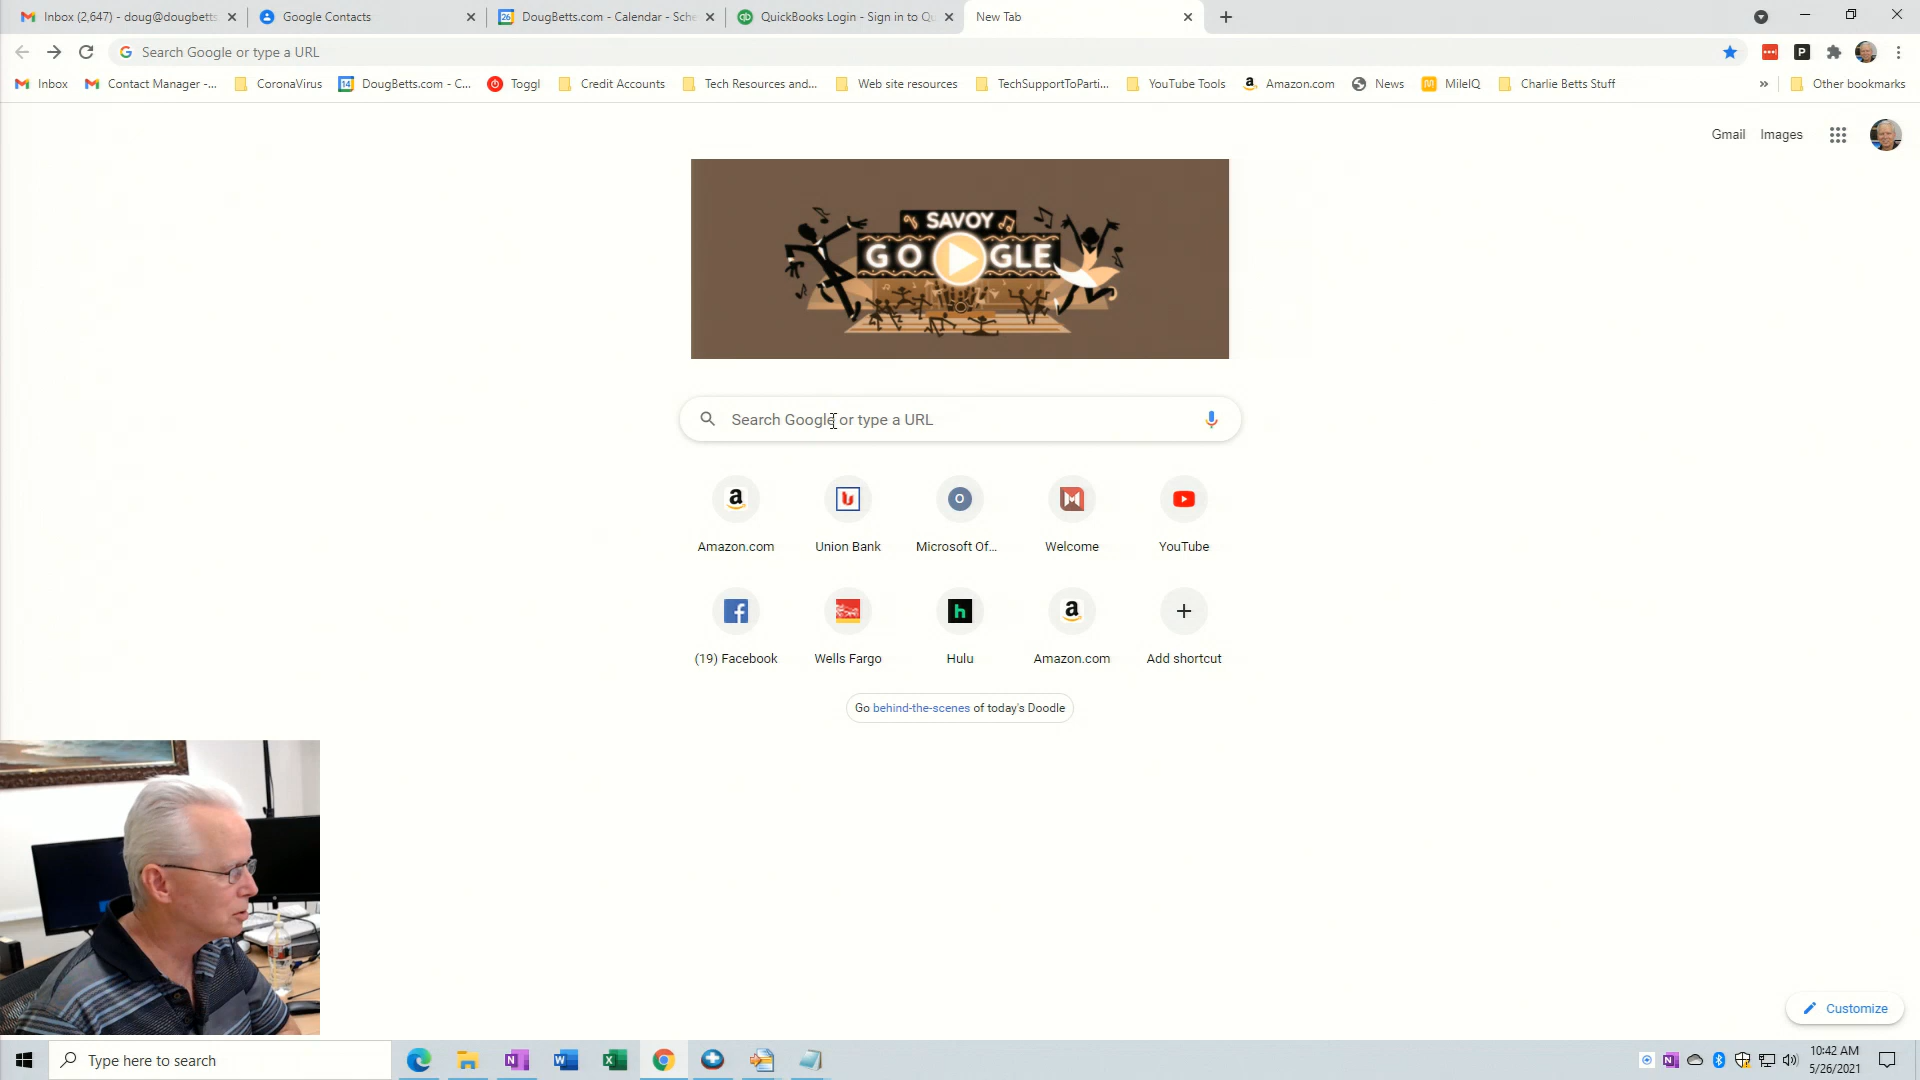 Inbox (2,647) - doug@dougbetts
Google Contacts
26
DougBetts.com - Calendar - Sche
qb
QuickBooks Login - Sign in to Qu
New Tab
Search Google or type a URL
P
Inbox
Contact Manager -...
CoronaVirus
14
DougBetts.com - C...
Toggl
Credit Accounts
Tech Resources and...
Web site resources
TechSupportToParti...
YouTube Tools
Amazon.com
News
MileIQ
Charlie Betts Stuff
»
Other bookmarks
Gmail
Images
SAVOY
GO GLE
Search Google or type a URL
Amazon.com
Union Bank
O
Microsoft Of...
Welcome
YouTube
(19) Facebook
Wells Fargo
h
Hulu
Amazon.com
Add shortcut
Go behind-the-scenes of today's Doodle
Customize
Type here to search
10:42 AM
5/26/2021